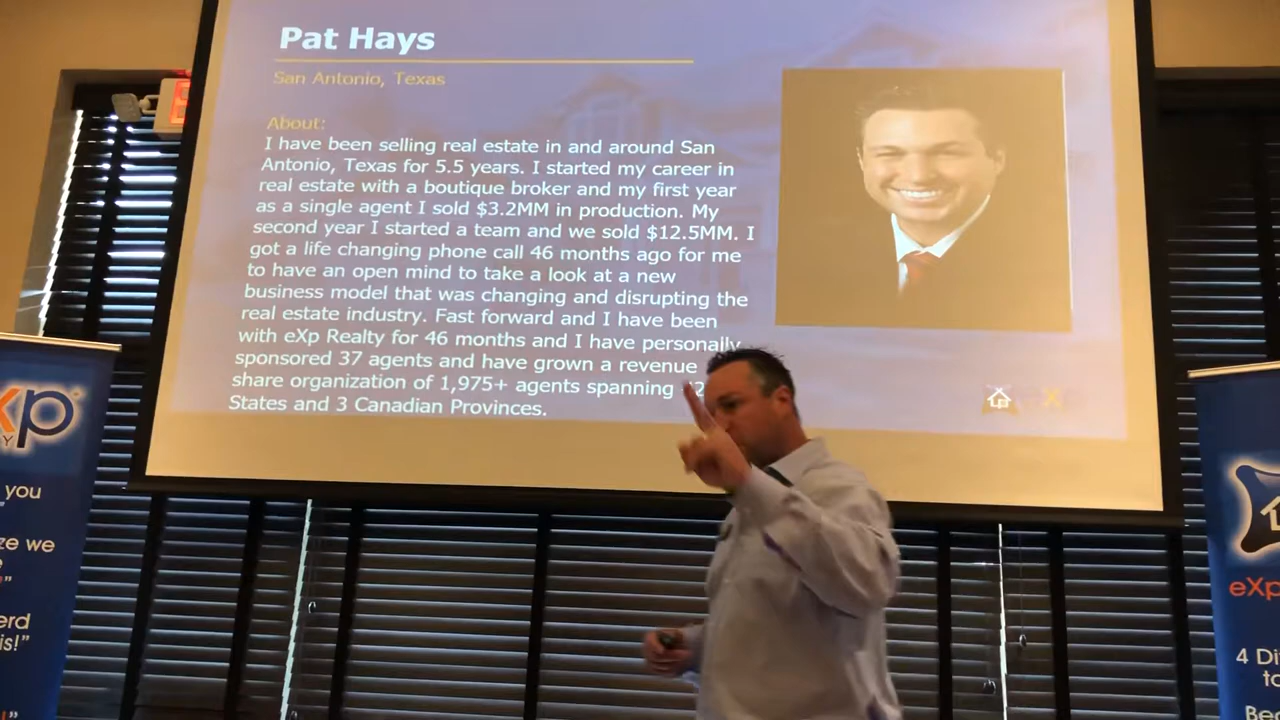 Pat Hays
San Antonio, Texas
About:
I have been selling real estate in and around San
Antonio, Texas for 5.5 years. I started my career in
real estate with a boutique broker and my first year
as a single agent I sold $3.2MM in production. My
second year I started a team and we sold $12.5MM. I
got a life changing phone call 46 months ago for me
to have an open mind to take a look at a new
business model that was changing and disrupting the
real estate industry. Fast forward and I have been
with eXp Realty for 46 months and I have personally
sponsored 37 agents and have grown a revenue
share organization of 1,975+ agents spanning
States and 3 Canadian Provinces.
xp
Y
you
ze we
erd
is!"
eXp
4 Di
to
Bec